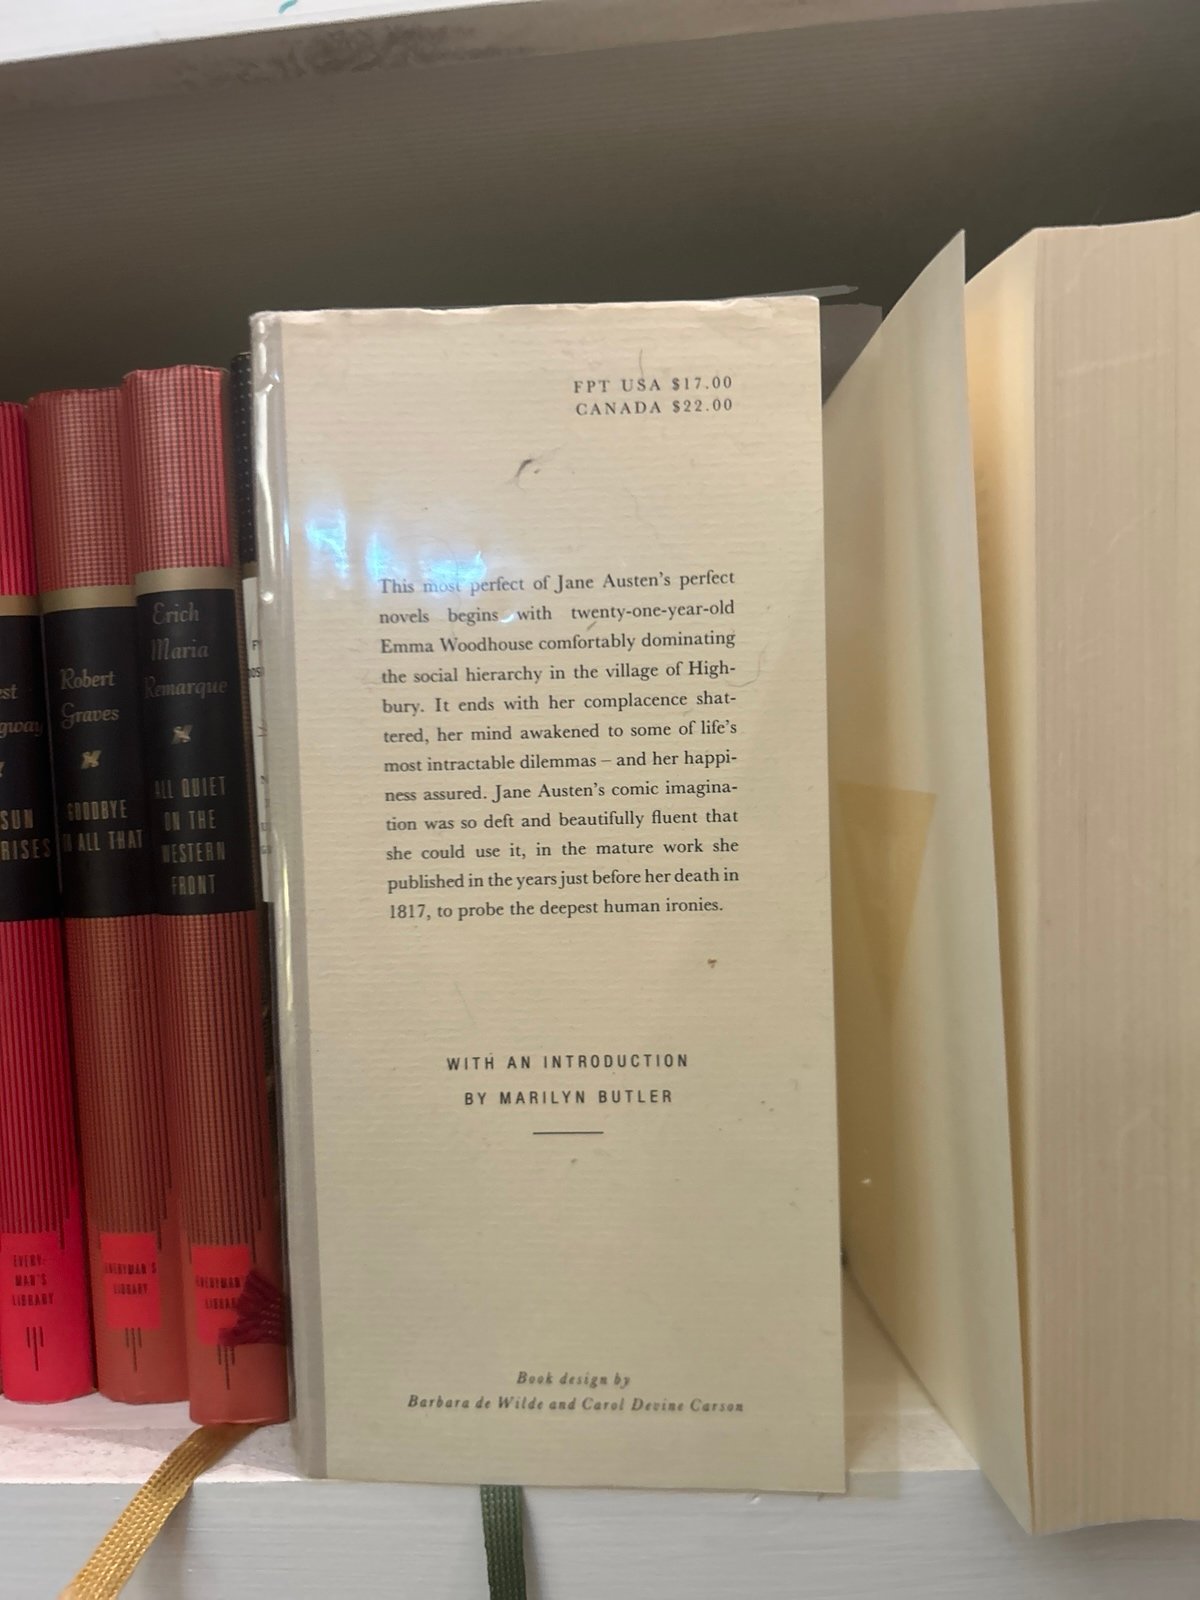 est
gway
SUN
RISES
EVERY-
MAN'S
LIBRARY
Robert
Graves
GOODBYE
ALL THAT
EVERYMAN'S
LIBRARY
Erich
Maria
Remarque
ALL QUIET
ON THE
WESTERN
FRONT
EVERYMAN
LIBRA
FPT USA $17.00
CANADA $22.00
This most perfect of Jane Austen's perfect
novels begins with twenty-one-year-old
Emma Woodhouse comfortably dominating
the social hierarchy in the village of High-
bury. It ends with her complacence shat-
tered, her mind awakened to some of life's
most intractable dilemmas – and her happi-
ness assured. Jane Austen's comic imagina-
tion was so deft and beautifully fluent that
she could use it, in the mature work she
published in the years just before her death in
1817, to probe the deepest human ironies.
WITH AN INTRODUCTION
BY MARILYN BUTLER
Book design by
Barbara de Wilde and Carol Devine Carson